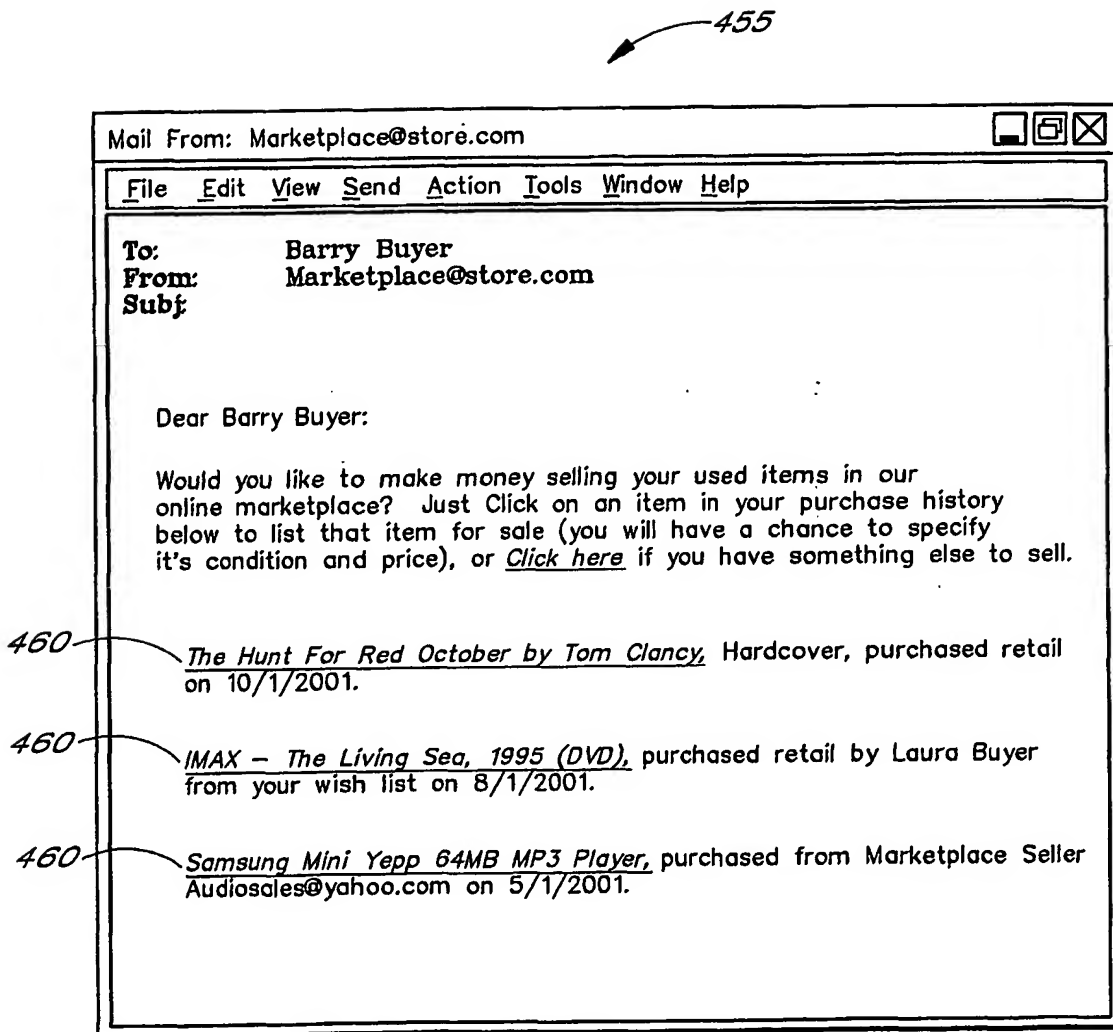 455
Mail From: Marketplace@store.com
File Edit View Send Action Tools Window Help
To: Barry Buyer
From: Marketplace@store.com
Subj:
Dear Barry Buyer:
Would you like to make money selling your used items in our
online marketplace? Just Click on an item in your purchase history
below to list that item for sale (you will have a chance to specify
it's condition and price), or Click here if you have something else to sell.
460
The Hunt For Red October by Tom Clancy, Hardcover, purchased retail
on 10/1/2001.
460
IMAX – The Living Sea, 1995 (DVD), purchased retail by Laura Buyer
from your wish list on 8/1/2001.
460
Samsung Mini Yepp 64MB MP3 Player, purchased from Marketplace Seller
Audiosales@yahoo.com on 5/1/2001.